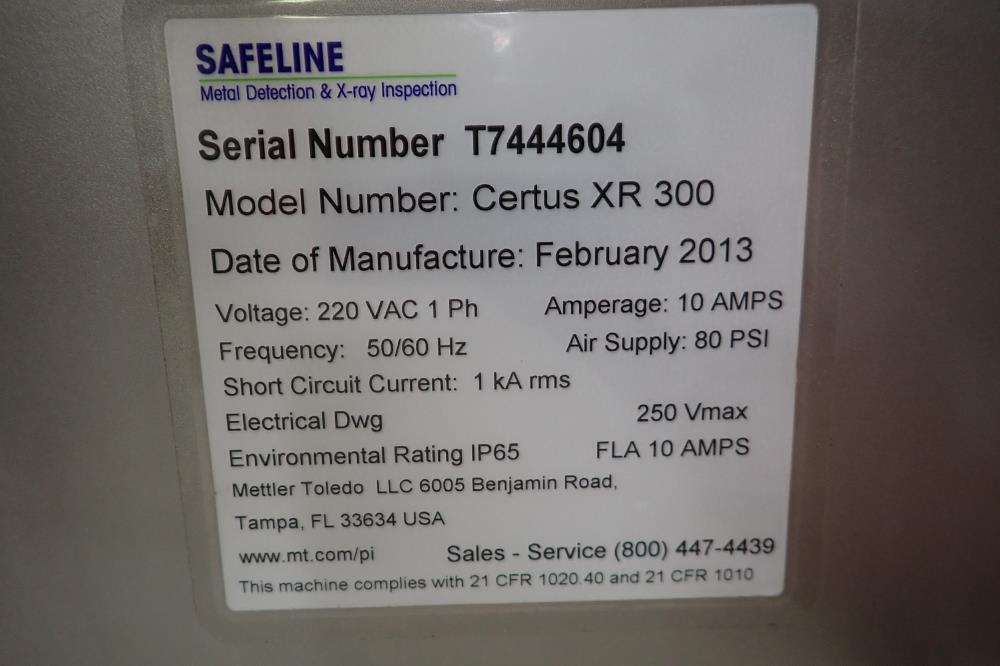 SAFELINE
Metal Detection & X-ray Inspection
Serial Number T7444604
Model Number: Certus XR 300
Date of Manufacture: February 2013
Voltage: 220 VAC 1 Ph Amperage: 10 AMPS
Frequency: 50/60 Hz Air Supply: 80 PSI
Short Circuit Current: 1 kA rms
Electrical Dwg 250 Vmax
Environmental Rating IP65 FLA 10 AMPS
Mettler Toledo LLC 6005 Benjamin Road,
Tampa, FL 33634 USA
www.mt.com/pi Sales - Service (800) 447-4439
This machine complies with 21 CFR 1020.40 and 21 CFR 1010